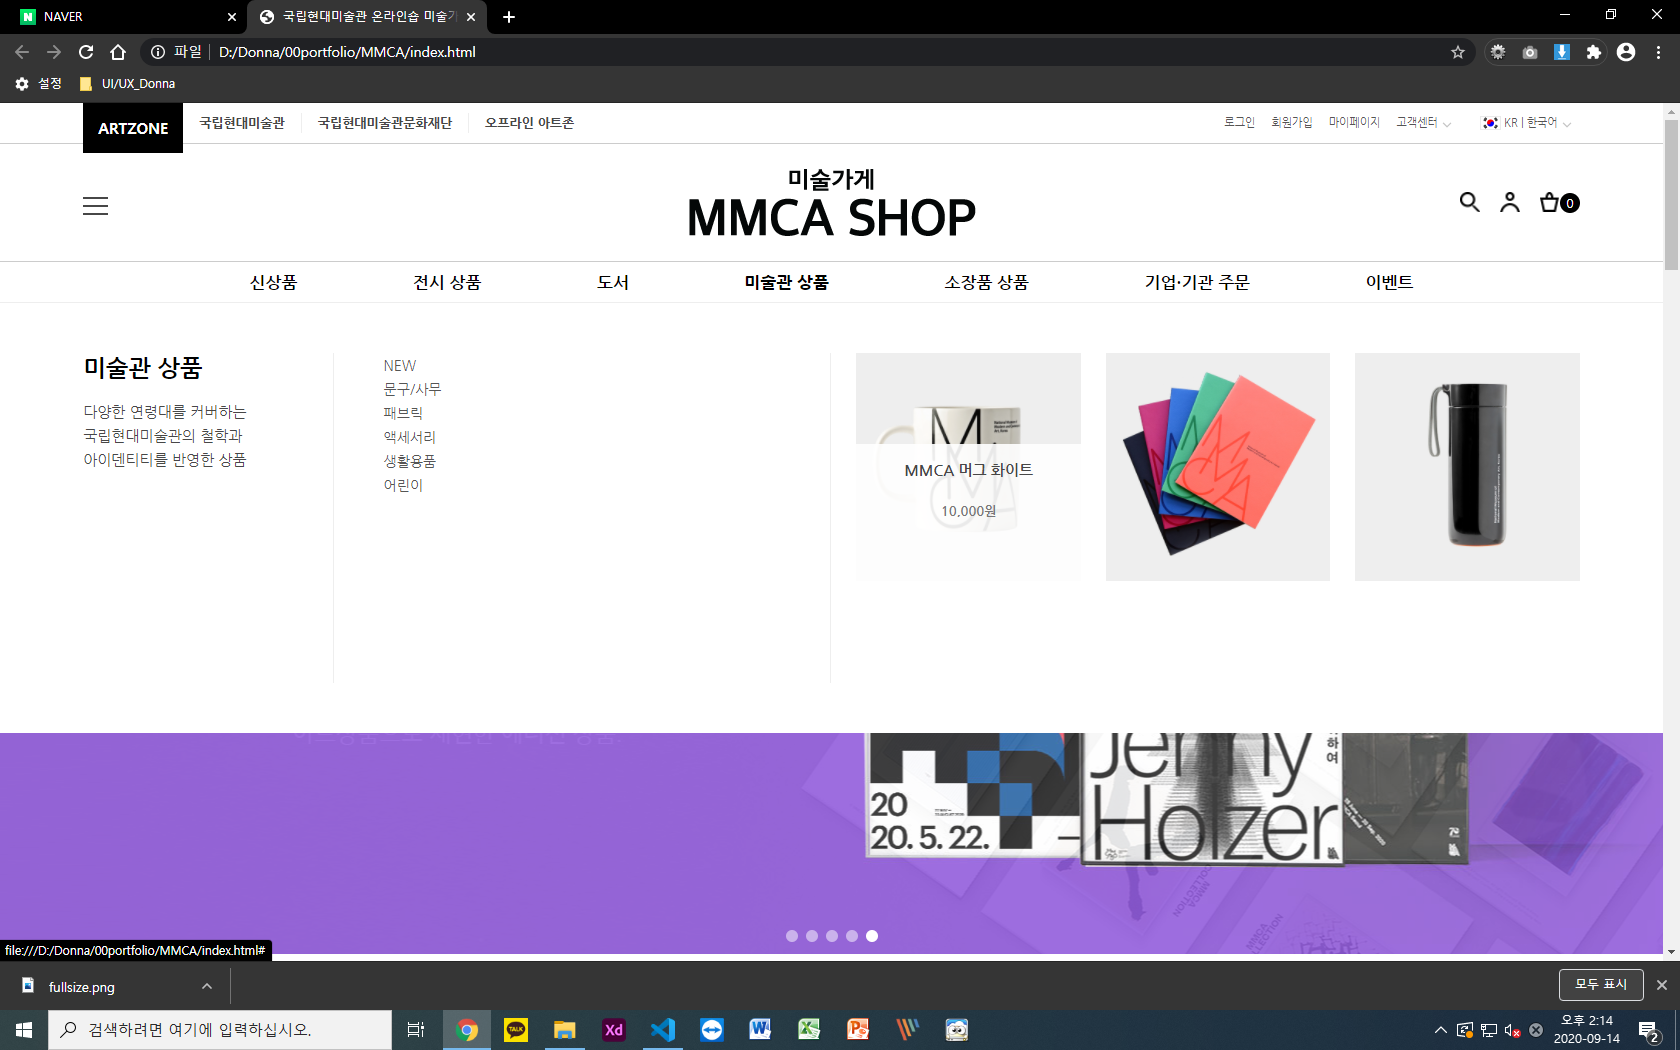 NAVER
국립현대미술관 온라인숍 미술가
파일 D:/Donna/00portfolio/MMCA/index.html
설정 UI/UX_Donna
ARTZONE 국립현대미술관 국립현대미술관문화재단 오프라인 아트존 로그인 회원가입 마이페이지 고객센터 KR | 한국어
미술가게
MMCA SHOP
0
신상품 전시 상품 도서 미술관 상품 소장품 상품 기업·기관 주문 이벤트
미술관 상품
다양한 연령대를 커버하는
국립현대미술관의 철학과
아이덴티티를 반영한 상품
NEW
문구/사무
패브릭
액세서리
생활용품
어린이
MMCA 머그 화이트
10,000원
MMCA
Jenny
Holzer
하여
20
20. 5. 22. –
MMCA
COLLECTION
file:///D:/Donna/00portfolio/MMCA/index.html#
fullsize.png
모두 표시
검색하려면 여기에 입력하십시오.
Xd
TALK
오후 2:14
2020-09-14
2